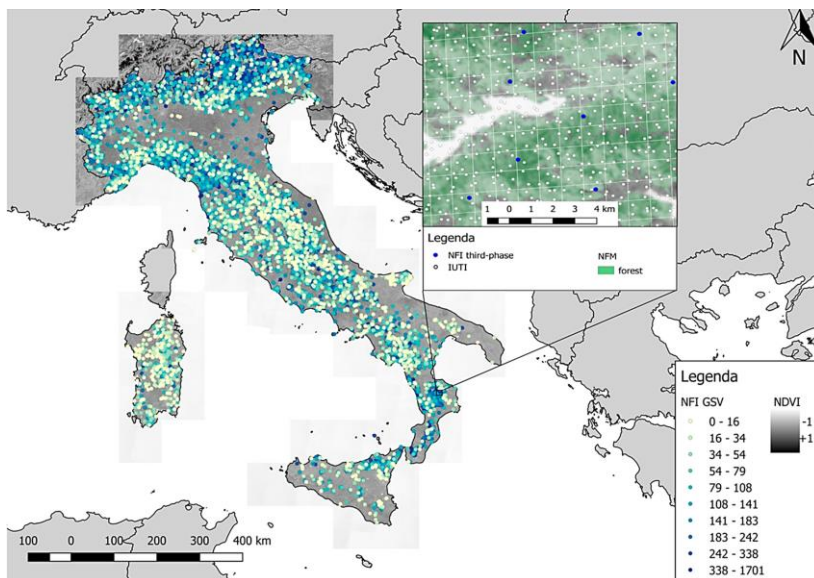 N
1 0 1 2 3 4 km
Legenda
NFI third-phase
IUTI
NFM
forest
Legenda
NFI GSV
NDVI
0 - 16
-1
16 - 34
+1
34 - 54
54 - 79
79 - 108
108 - 141
141 - 183
183 - 242
242 - 338
338 - 1701
100 0 100 200 300 400 km